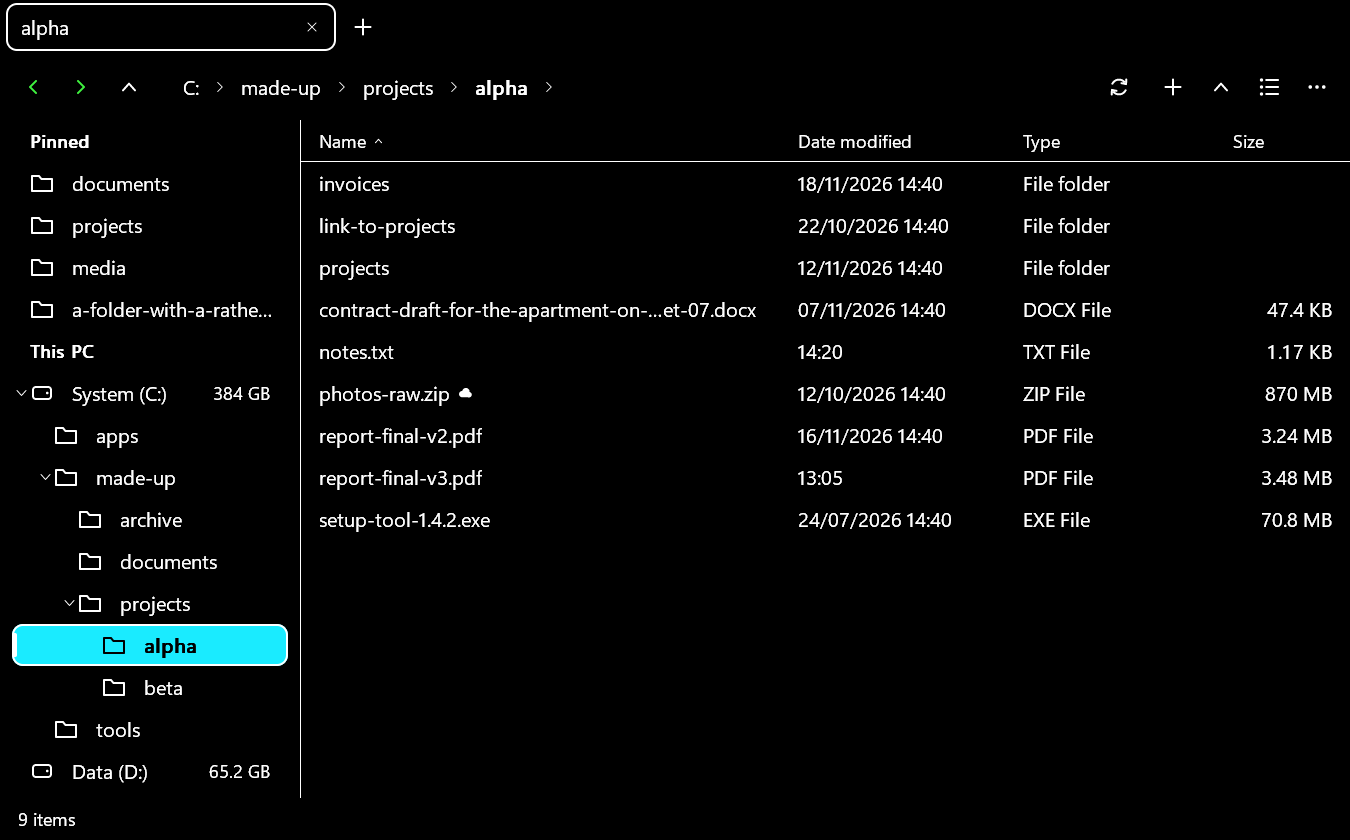 alpha
C: made-up projects alpha
Pinned
documents
projects
media
a-folder-with-a-rathe...
This PC
System (C:) 384 GB
apps
made-up
archive
documents
projects
alpha
beta
tools
Data (D:) 65.2 GB
Name Date modified Type Size
invoices 18/11/2026 14:40 File folder
link-to-projects 22/10/2026 14:40 File folder
projects 12/11/2026 14:40 File folder
contract-draft-for-the-apartment-on-...et-07.docx 07/11/2026 14:40 DOCX File 47.4 KB
notes.txt 14:20 TXT File 1.17 KB
photos-raw.zip 12/10/2026 14:40 ZIP File 870 MB
report-final-v2.pdf 16/11/2026 14:40 PDF File 3.24 MB
report-final-v3.pdf 13:05 PDF File 3.48 MB
setup-tool-1.4.2.exe 24/07/2026 14:40 EXE File 70.8 MB
9 items